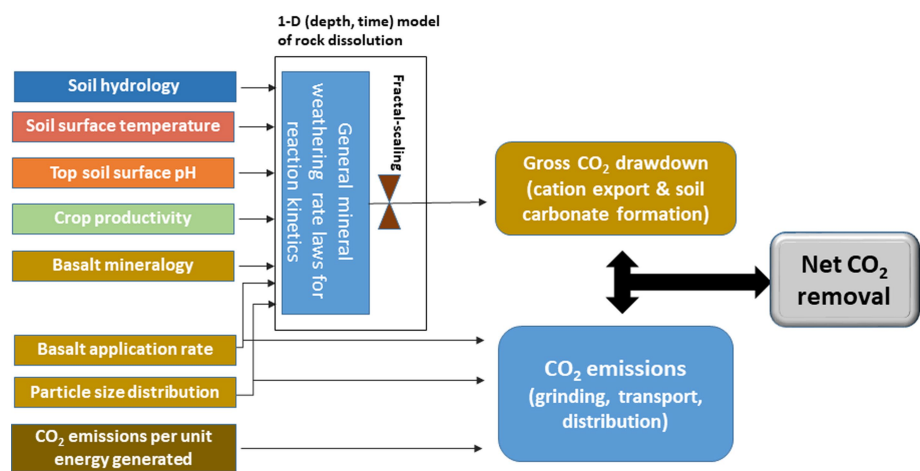 1-D (depth, time) model
of rock dissolution
Soil hydrology
Soil surface temperature
Top soil surface pH
Crop productivity
Basalt mineralogy
Basalt application rate
Particle size distribution
CO₂ emissions per unit
energy generated
General mineral
weathering rate laws for
reaction kinetics
Fractal-scaling
Gross CO₂ drawdown
(cation export & soil
carbonate formation)
CO₂ emissions
(grinding, transport,
distribution)
Net CO₂
removal